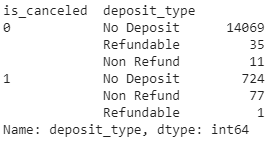 is_canceled  deposit_type
0            No Deposit      14069
             Refundable         35
             Non Refund         11
1            No Deposit        724
             Non Refund         77
             Refundable          1
Name: deposit_type, dtype: int64